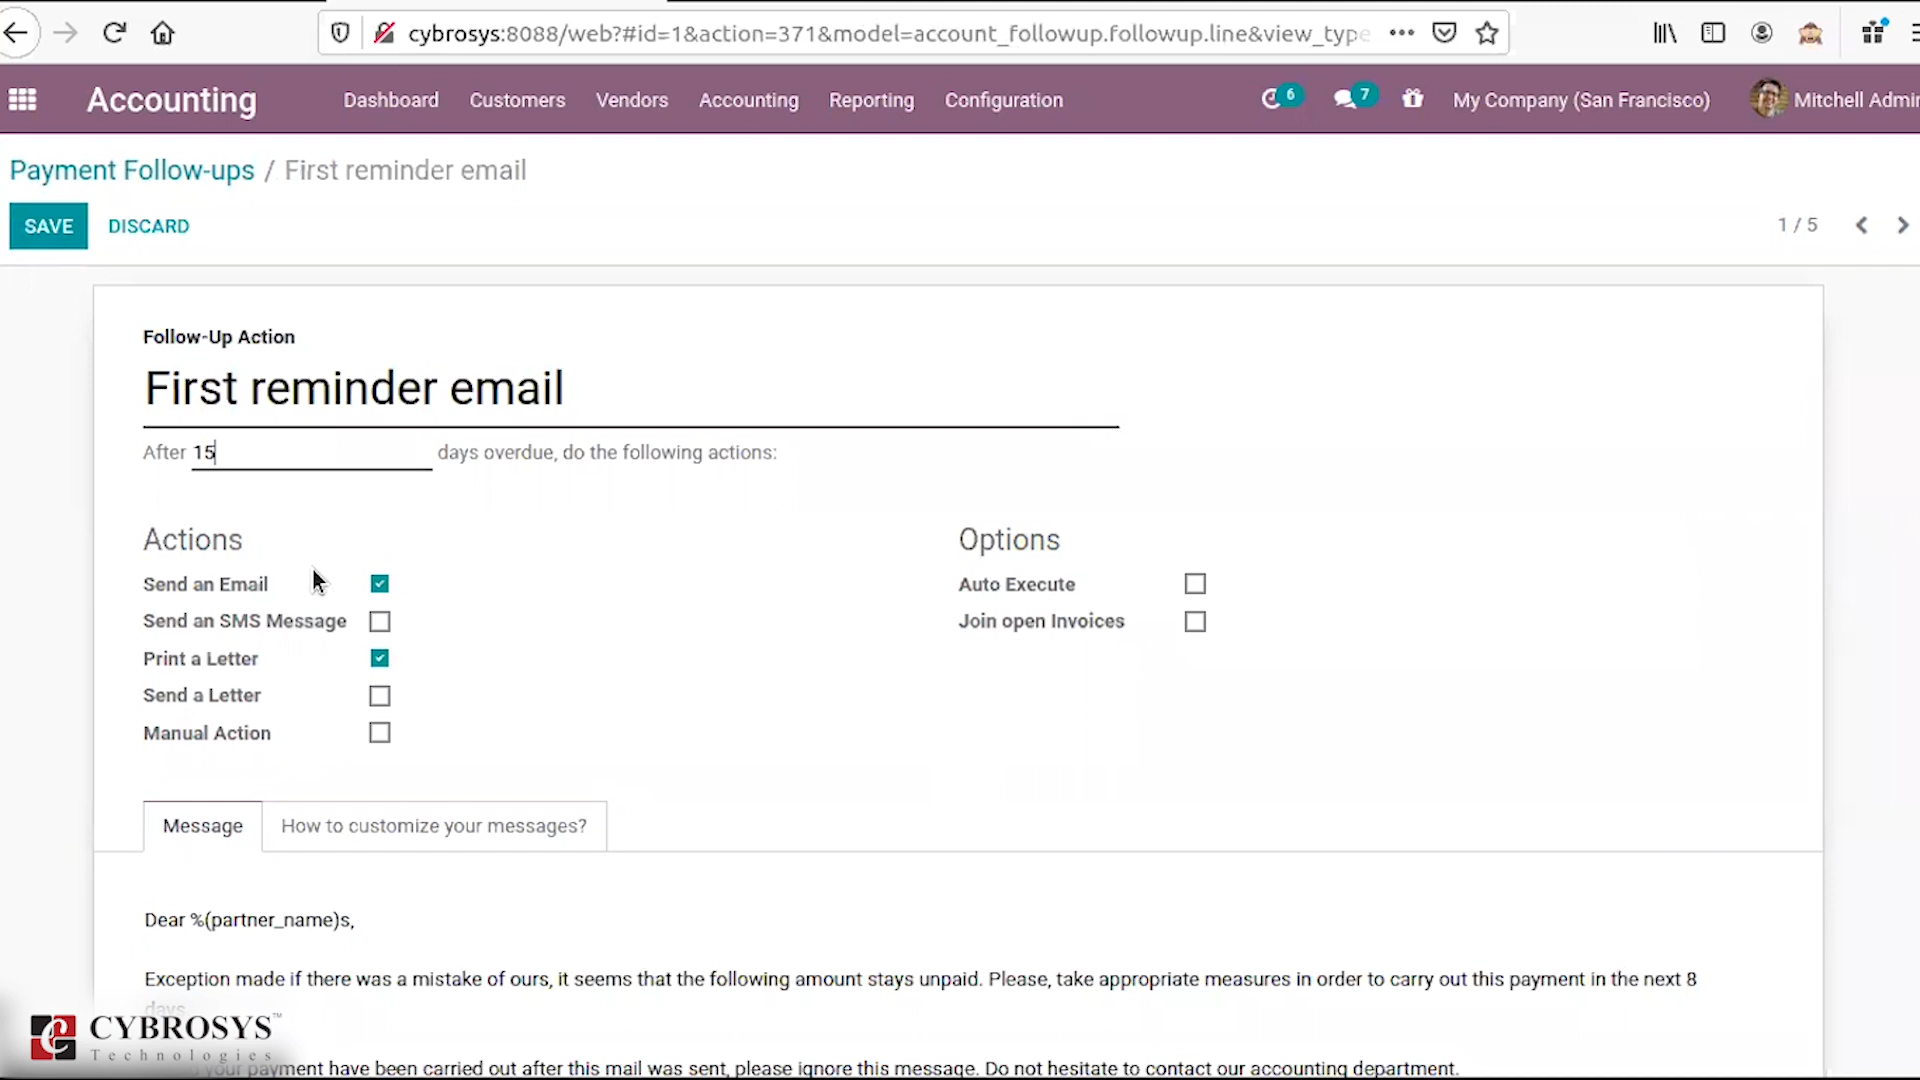 cybrosys:8088/web?#id=1&action=371&model=account_followup.followup.line&view_type
Accounting
Dashboard
Customers
Vendors
Accounting
Reporting
Configuration
6
7
My Company (San Francisco)
Mitchell Admin
Payment Follow-ups / First reminder email
SAVE
DISCARD
1 / 5
Follow-Up Action
First reminder email
After 15 days overdue, do the following actions:
Actions
Send an Email
Send an SMS Message
Print a Letter
Send a Letter
Manual Action
Options
Auto Execute
Join open Invoices
Message
How to customize your messages?
Dear %(partner_name)s,
Exception made if there was a mistake of ours, it seems that the following amount stays unpaid. Please, take appropriate measures in order to carry out this payment in the next 8
days
your payment have been carried out after this mail was sent, please ignore this message. Do not hesitate to contact our accounting department.
CYBROSYS™
Technologies